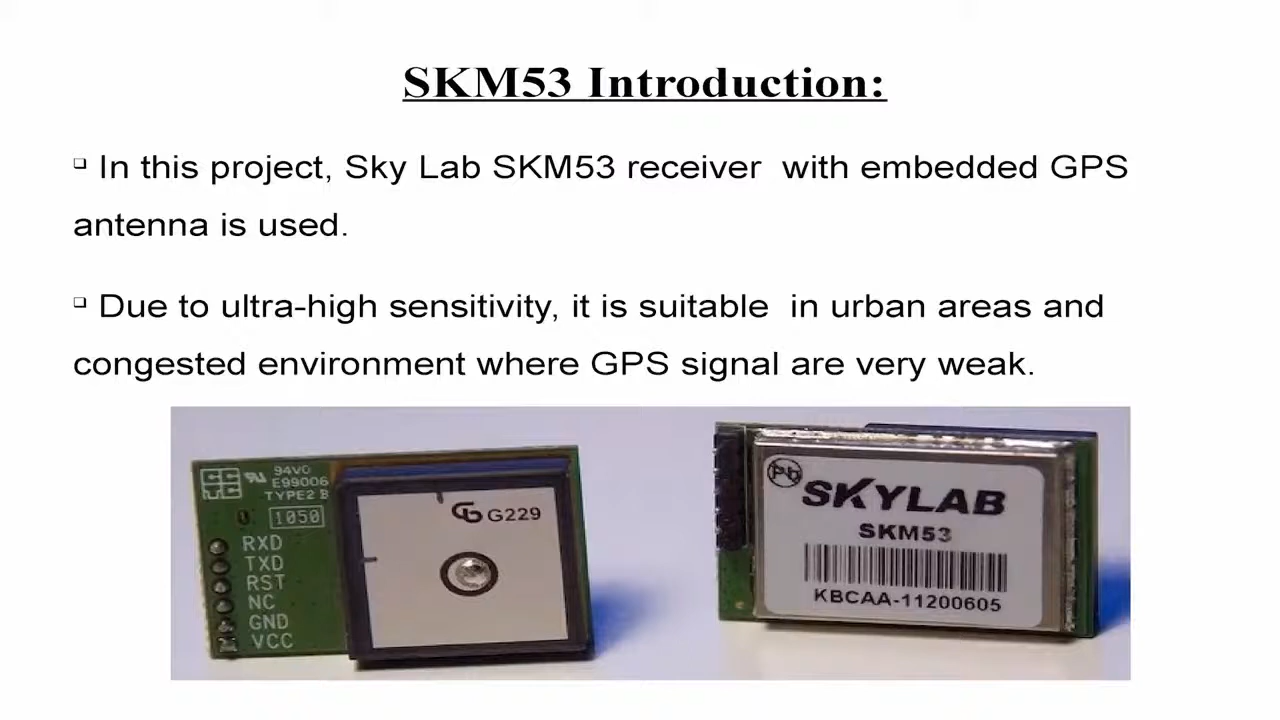 SKM53 Introduction:
In this project, Sky Lab SKM53 receiver with embedded GPS
antenna is used.
Due to ultra-high sensitivity, it is suitable in urban areas and
congested environment where GPS signal are very weak.
94V0
E99006
TYPE2 B
1050
RXD
TXD
RST
NC
GND
VCC
G229
Pb
SKYLAB
SKM53
KBCAA-11200605